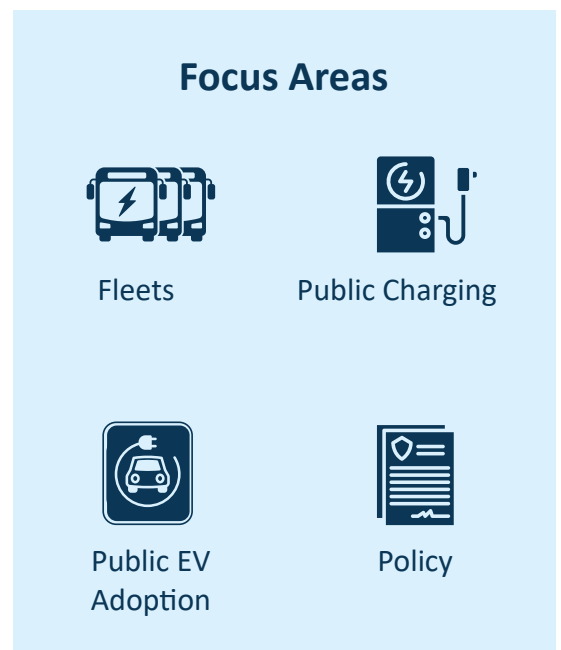 Focus Areas
Fleets
Public Charging
Public EV
Adoption
Policy